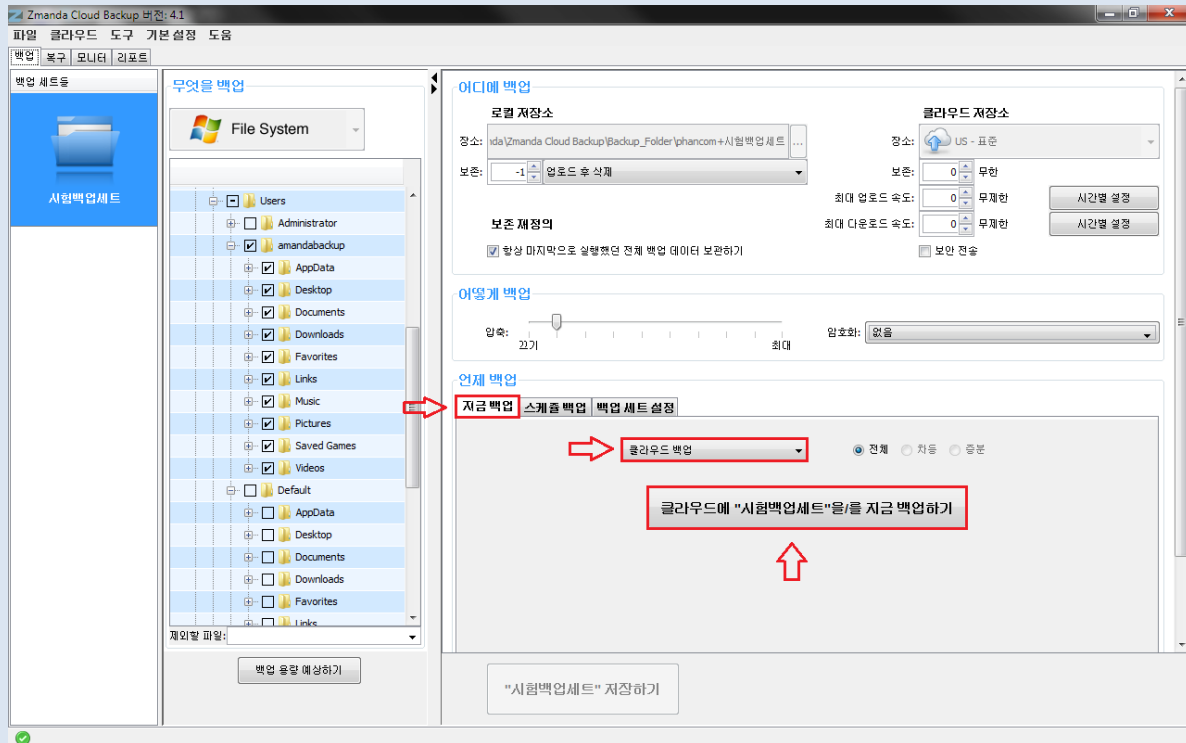 Zmanda Cloud Backup 버전: 4.1
파일 클라우드 도구 기본 설정 도움
백업 복구 모니터 리포트
백업 세트들
시험백업세트
무엇을 백업
File System
Users
Administrator
amandabackup
AppData
Desktop
Documents
Downloads
Favorites
Links
Music
Pictures
Saved Games
Videos
Default
AppData
Desktop
Documents
Downloads
Favorites
Links
제외할 파일:
백업 용량 예상하기
어디에 백업
로컬 저장소
장소: ıda\Zmanda Cloud Backup\Backup_Folder\phancom+시험백업세트 ...
보존: -1 업로드 후 삭제
보존 재정의
항상 마지막으로 실행했던 전체 백업 데이터 보관하기
클라우드 저장소
장소: US - 표준
보존: 0 무한
최대 업로드 속도: 0 무제한 시간별 설정
최대 다운로드 속도: 0 무제한 시간별 설정
보안 전송
어떻게 백업
압축:
끄기 최대
암호화: 없음
언제 백업
지금 백업 스케쥴 백업 백업 세트 설정
클라우드 백업 전체 차등 증분
클라우드에 "시험백업세트"을/를 지금 백업하기
"시험백업세트" 저장하기